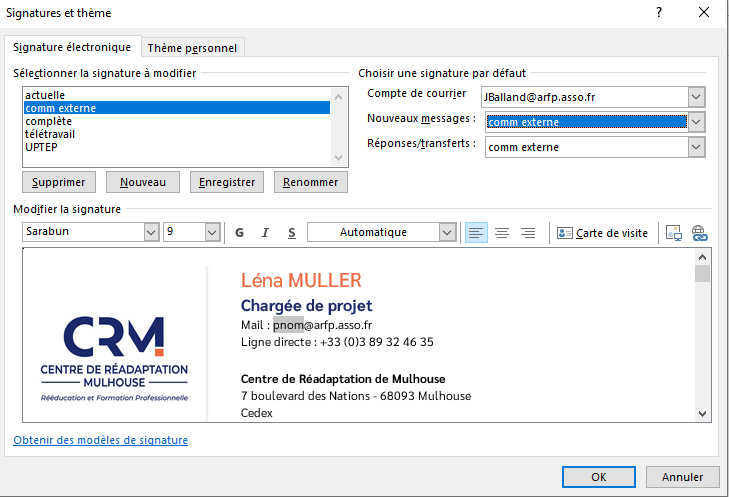 Signatures et thème
Signature électronique
Thème personnel
Sélectionner la signature à modifier
Choisir une signature par défaut
actuelle
comm externe
complète
télétravail
UPTEP
Compte de courrier
JBalland@arfp.asso.fr
Nouveaux messages :
comm externe
Réponses/transferts :
comm externe
Supprimer
Nouveau
Enregistrer
Renommer
Modifier la signature
Sarabun
9
G
I
S
Automatique
Carte de visite
CRM
CENTRE DE RÉADAPTATION
MULHOUSE
Rééducation et Formation Professionnelle
Léna MULLER
Chargée de projet
Mail : pnom@arfp.asso.fr
Ligne directe : +33 (0)3 89 32 46 35
Centre de Réadaptation de Mulhouse
7 boulevard des Nations - 68093 Mulhouse
Cedex
Obtenir des modèles de signature
OK
Annuler